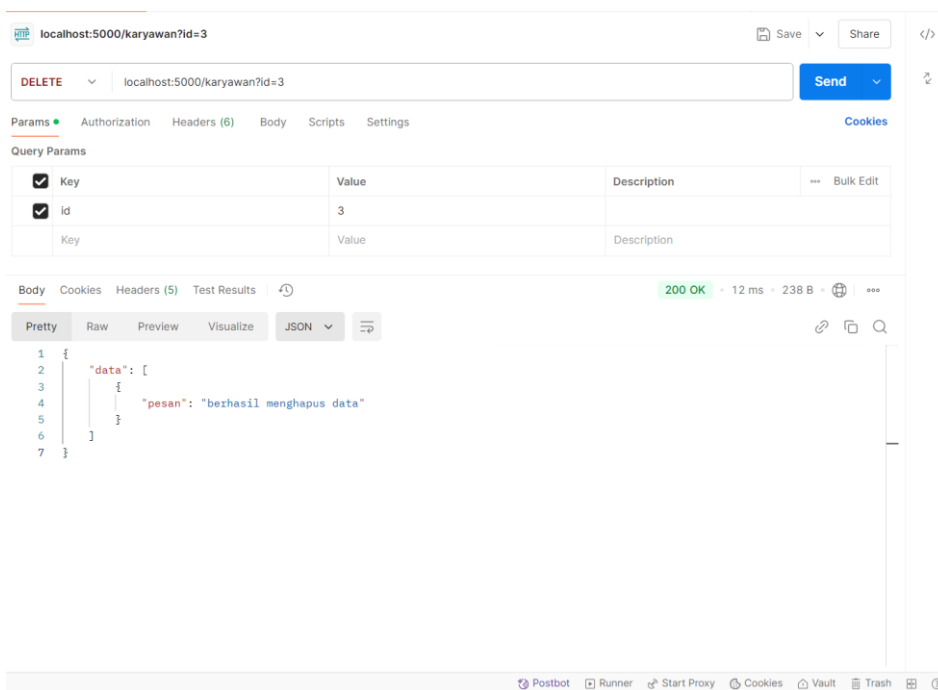 HTTP localhost:5000/karyawan?id=3 Save Share </>
DELETE localhost:5000/karyawan?id=3 Send
Params Authorization Headers (6) Body Scripts Settings Cookies
Query Params
Key Value Description Bulk Edit
id 3
Key Value Description
Body Cookies Headers (5) Test Results 200 OK 12 ms 238 B
Pretty Raw Preview Visualize JSON
1 {
2 "data": [
3 {
4 "pesan": "berhasil menghapus data"
5 }
6 ]
7 }
Postbot Runner Start Proxy Cookies Vault Trash